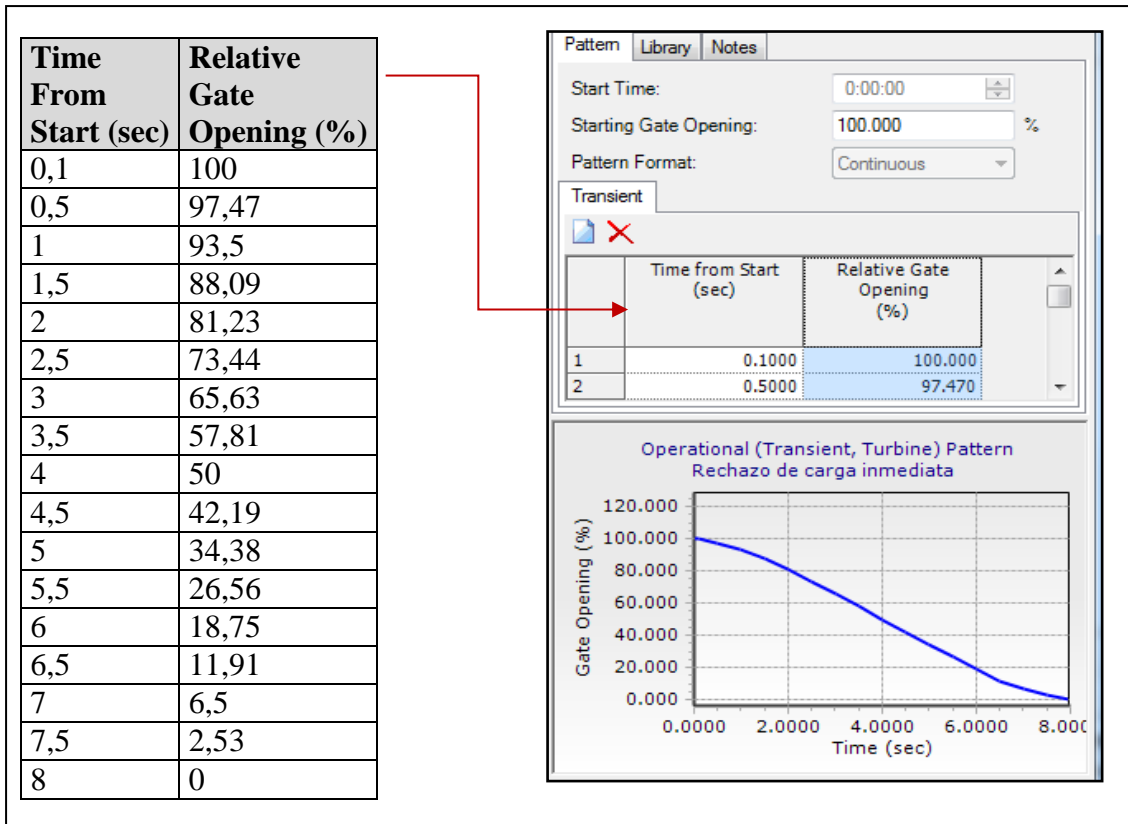 Time From Start (sec) Relative Gate Opening (%)
0,1 100
0,5 97,47
1 93,5
1,5 88,09
2 81,23
2,5 73,44
3 65,63
3,5 57,81
4 50
4,5 42,19
5 34,38
5,5 26,56
6 18,75
6,5 11,91
7 6,5
7,5 2,53
8 0
Pattern Library Notes
Start Time: 0:00:00
Starting Gate Opening: 100.000 %
Pattern Format: Continuous
Transient
Time from Start (sec) Relative Gate Opening (%)
1 0.1000 100.000
2 0.5000 97.470
Operational (Transient, Turbine) Pattern
Rechazo de carga inmediata
Gate Opening (%)
120.000
100.000
80.000
60.000
40.000
20.000
0.000
0.0000 2.0000 4.0000 6.0000 8.000
Time (sec)